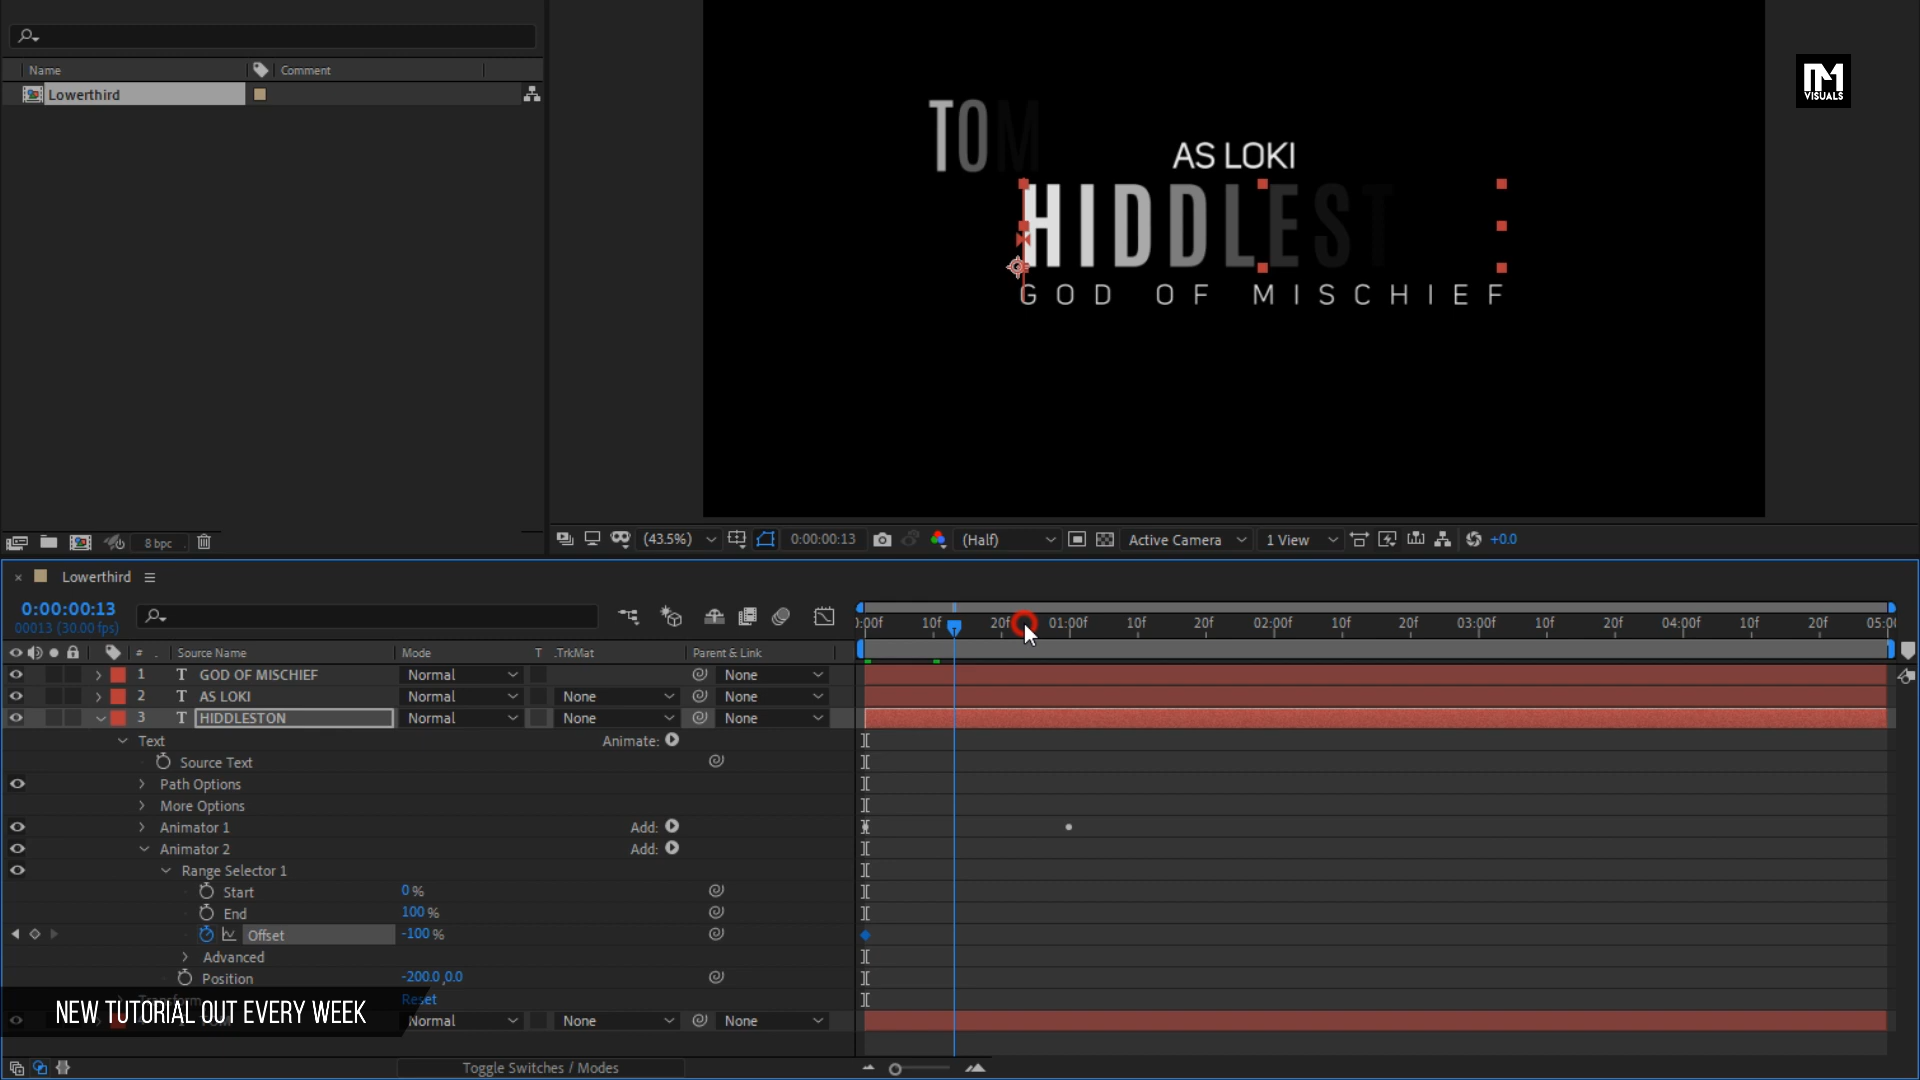 Name Comment
Lowerthird
8 bpc
TOM
AS LOKI
HIDDLEST
GOD OF MISCHIEF
M
VISUALS
(43.5%) 0:00:00:13 (Half) Active Camera 1 View +0.0
× Lowerthird
0:00:00:13
00013 (30.00 fps)
:00f 10f 20f 01:00f 10f 20f 02:00f 10f 20f 03:00f 10f 20f 04:00f 10f 20f 05:00
# . Source Name Mode T .TrkMat Parent & Link
1 T GOD OF MISCHIEF Normal None
2 T AS LOKI Normal None None
3 T HIDDLESTON Normal None None
Text Animate:
Source Text
Path Options
More Options
Animator 1 Add:
Animator 2 Add:
Range Selector 1
Start 0 %
End 100 %
Offset -100 %
Advanced
Position -200.0,0.0
Transform Reset
NEW TUTORIAL OUT EVERY WEEK
Normal None None
Toggle Switches / Modes